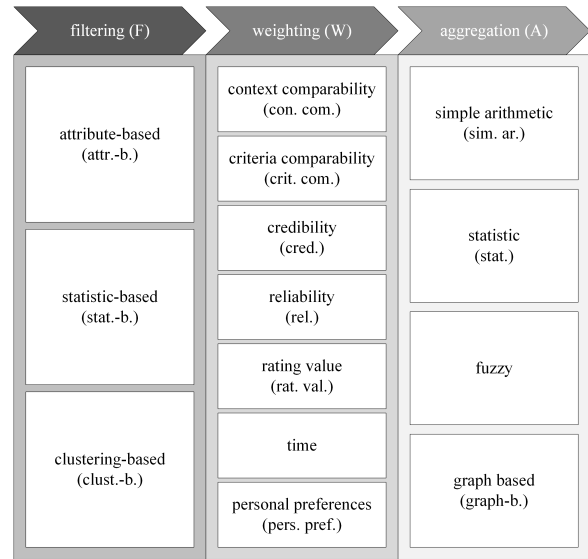 filtering (F)
weighting (W)
aggregation (A)
attribute-based
(attr.-b.)
statistic-based
(stat.-b.)
clustering-based
(clust.-b.)
context comparability
(con. com.)
criteria comparability
(crit. com.)
credibility
(cred.)
reliability
(rel.)
rating value
(rat. val.)
time
personal preferences
(pers. pref.)
simple arithmetic
(sim. ar.)
statistic
(stat.)
fuzzy
graph based
(graph-b.)